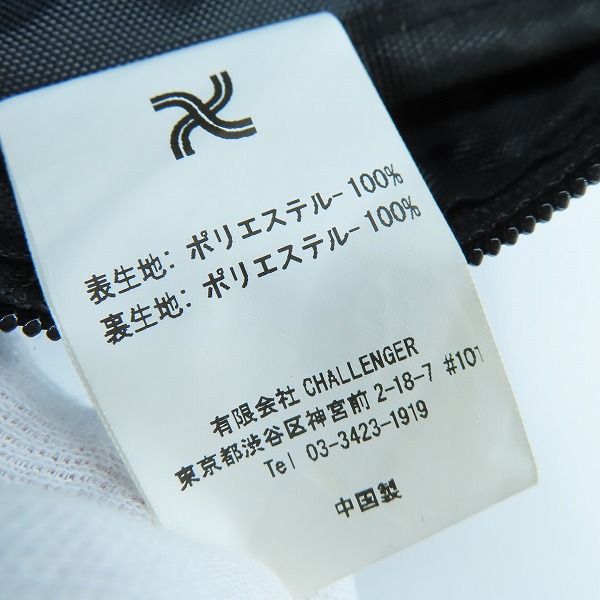 表生地: ポリエステル-100%
裏生地: ポリエステル-100%
有限会社 CHALLENGER
東京都渋谷区神宮前 2-18-7 #101
Tel 03-3423-1919
中国製